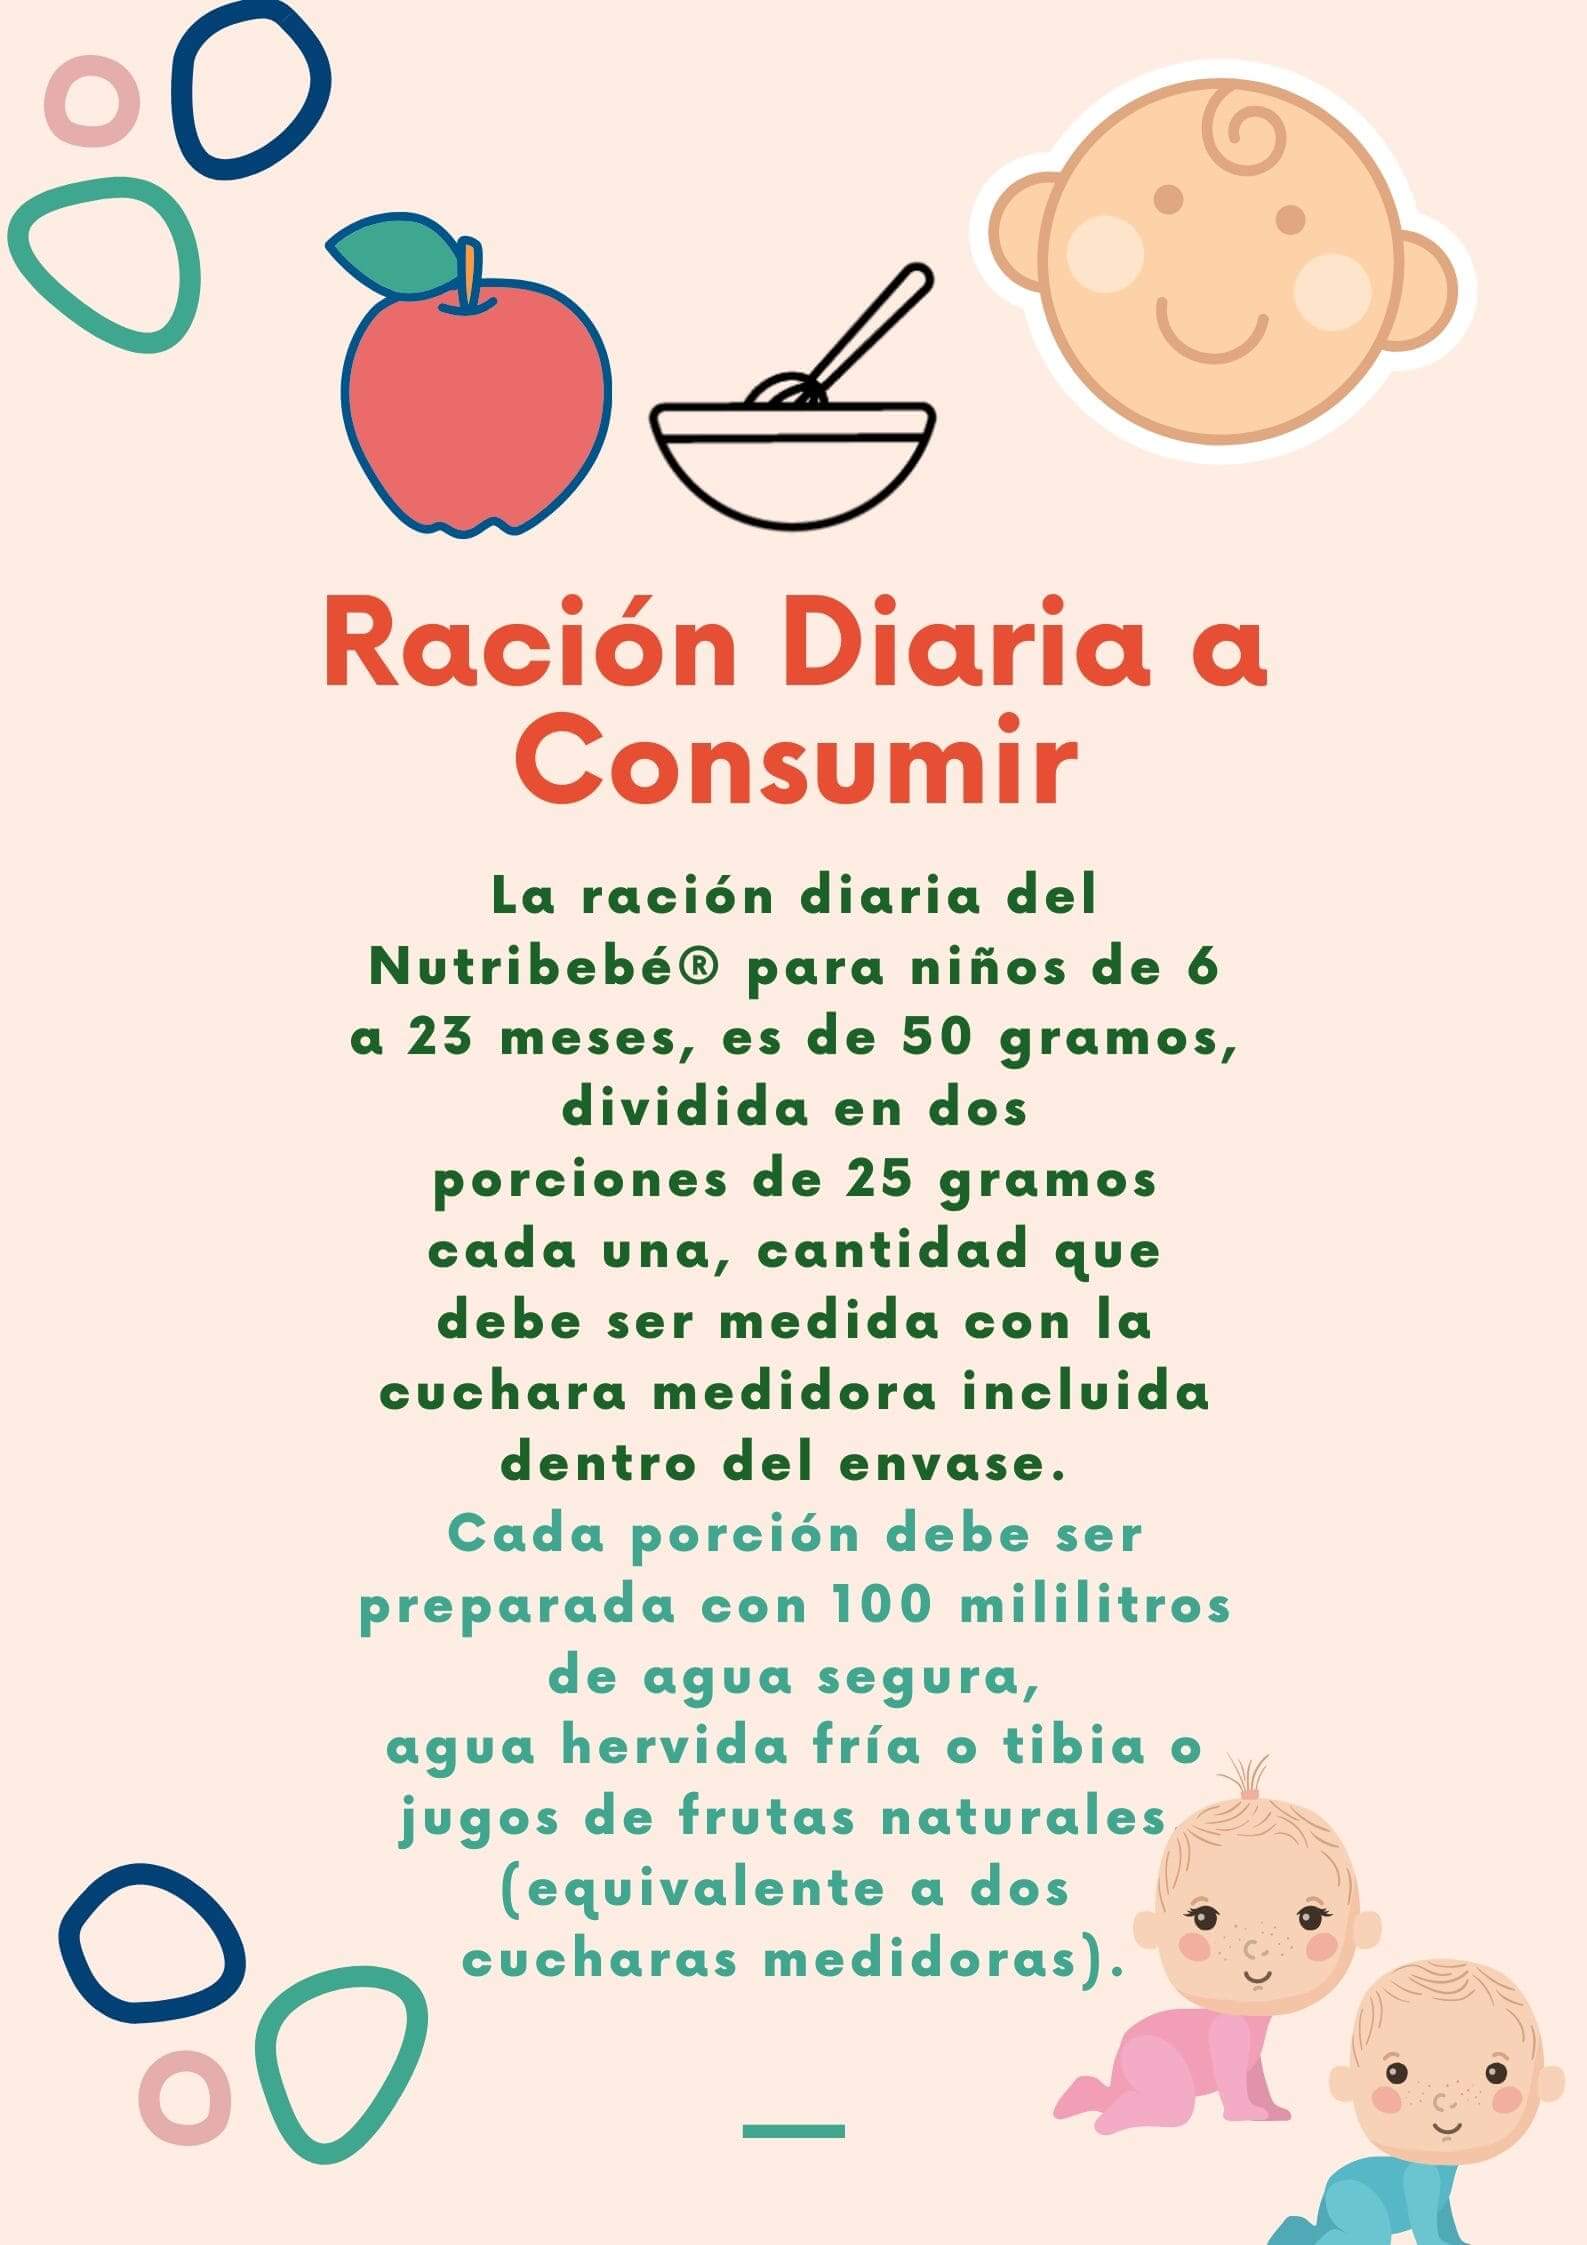 Ración Diaria a
Consumir
La ración diaria del
Nutribebé® para niños de 6
a 23 meses, es de 50 gramos,
dividida en dos
porciones de 25 gramos
cada una, cantidad que
debe ser medida con la
cuchara medidora incluida
dentro del envase.
Cada porción debe ser
preparada con 100 mililitros
de agua segura,
agua hervida fría o tibia o
jugos de frutas naturales.
(equivalente a dos
cucharas medidoras).